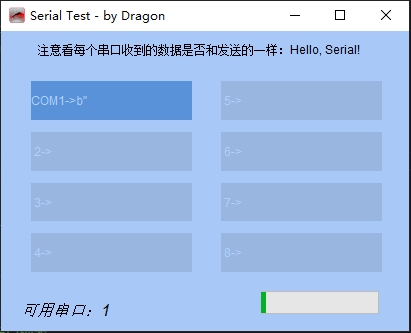 Serial Test - by Dragon
注意看每个串口收到的数据是否和发送的一样：Hello, Serial!
COM1->b''
5->
2->
6->
3->
7->
4->
8->
可用串口：1